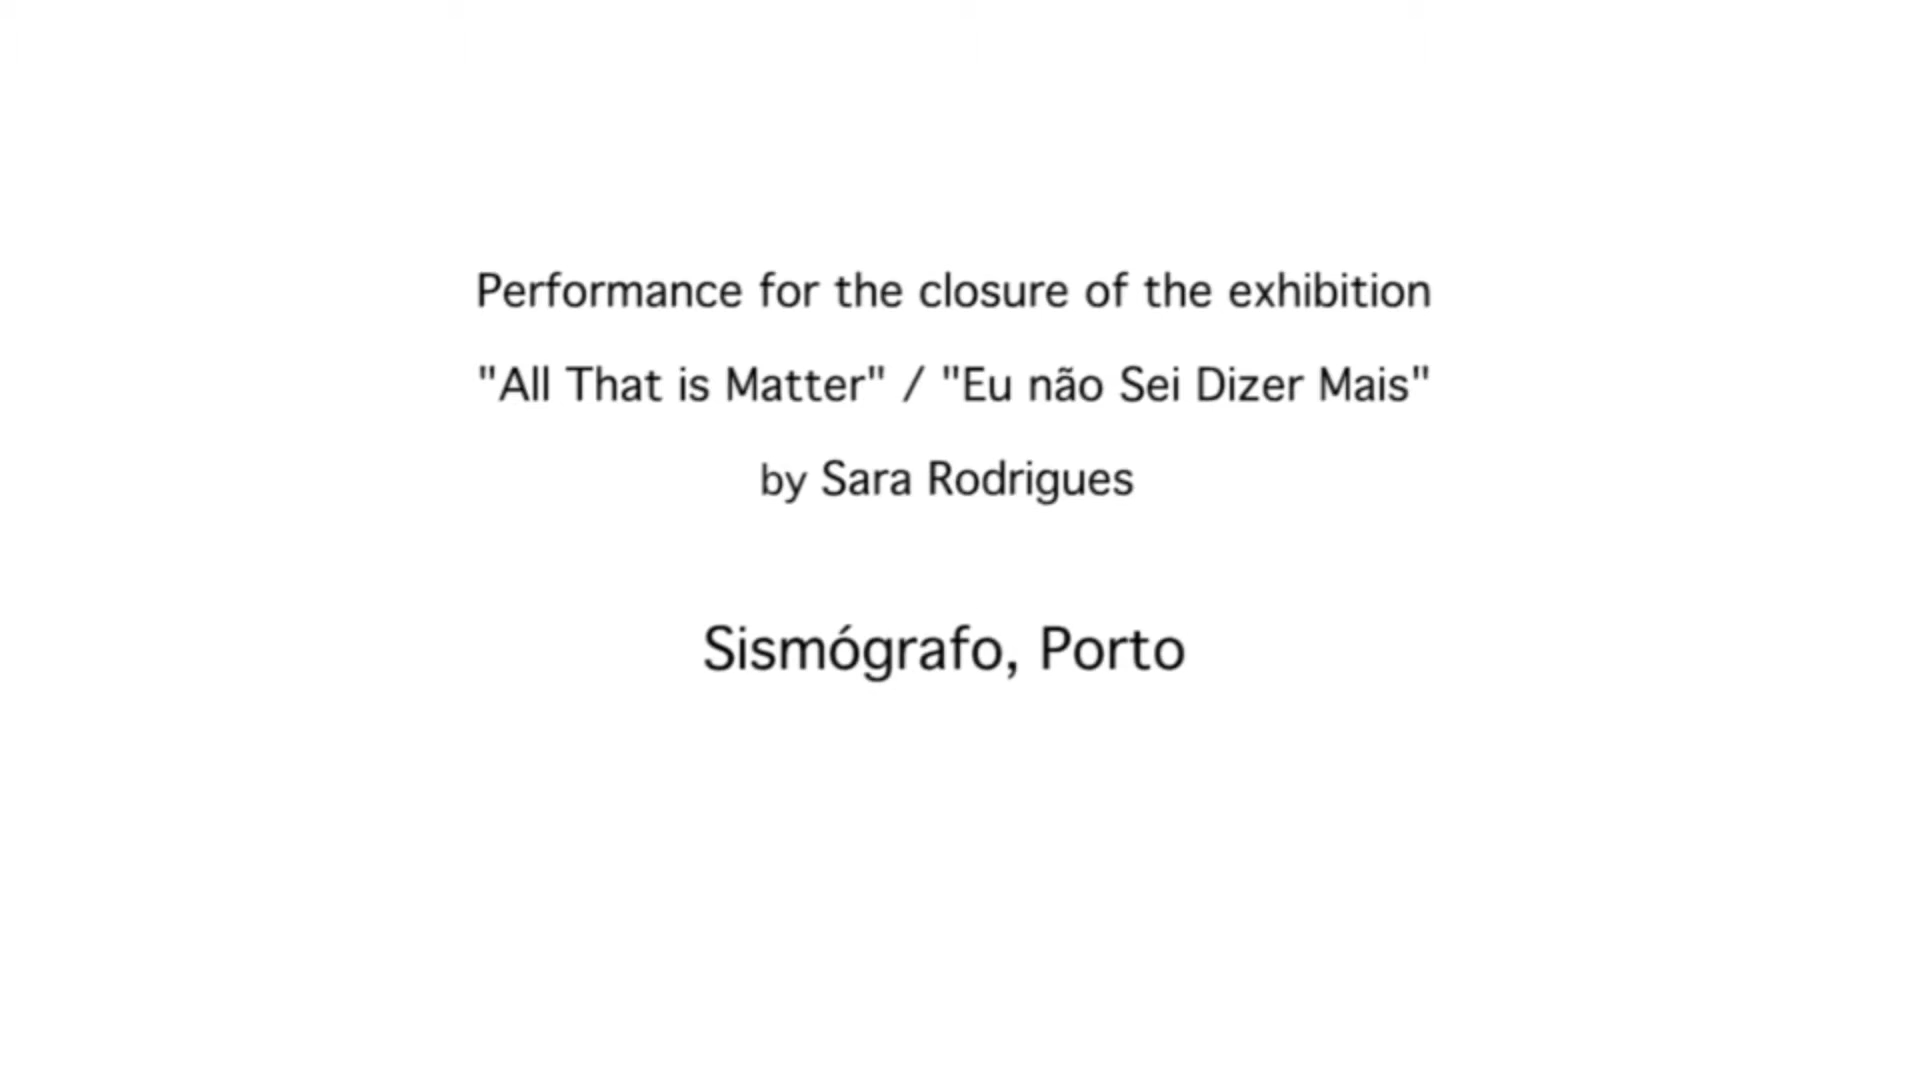 Performance for the closure of the exhibition
"All That is Matter" / "Eu não Sei Dizer Mais"
by Sara Rodrigues
Sismógrafo, Porto